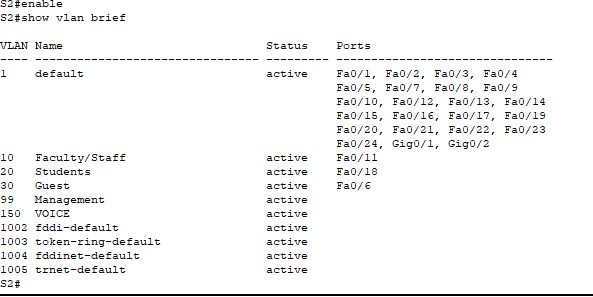 S2#enable
S2#show vlan brief
VLAN Name Status Ports
---- -------------------------------- --------- -------------------------------
1 default active Fa0/1, Fa0/2, Fa0/3, Fa0/4
Fa0/5, Fa0/7, Fa0/8, Fa0/9
Fa0/10, Fa0/12, Fa0/13, Fa0/14
Fa0/15, Fa0/16, Fa0/17, Fa0/19
Fa0/20, Fa0/21, Fa0/22, Fa0/23
Fa0/24, Gig0/1, Gig0/2
10 Faculty/Staff active Fa0/11
20 Students active Fa0/18
30 Guest active Fa0/6
99 Management active
150 VOICE active
1002 fddi-default active
1003 token-ring-default active
1004 fddinet-default active
1005 trnet-default active
S2#